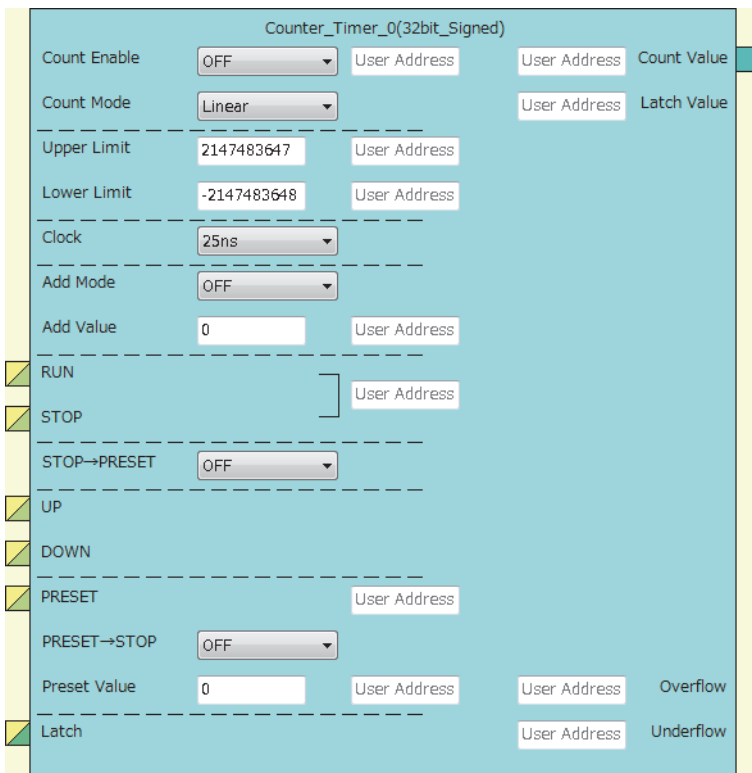 Counter_Timer_0(32bit_Signed)
Count Enable OFF User Address User Address Count Value
Count Mode Linear User Address Latch Value
Upper Limit 2147483647 User Address
Lower Limit -2147483648 User Address
Clock 25ns
Add Mode OFF
Add Value 0 User Address
RUN
User Address
STOP
STOP→PRESET OFF
UP
DOWN
PRESET User Address
PRESET→STOP OFF
Preset Value 0 User Address User Address Overflow
Latch User Address Underflow